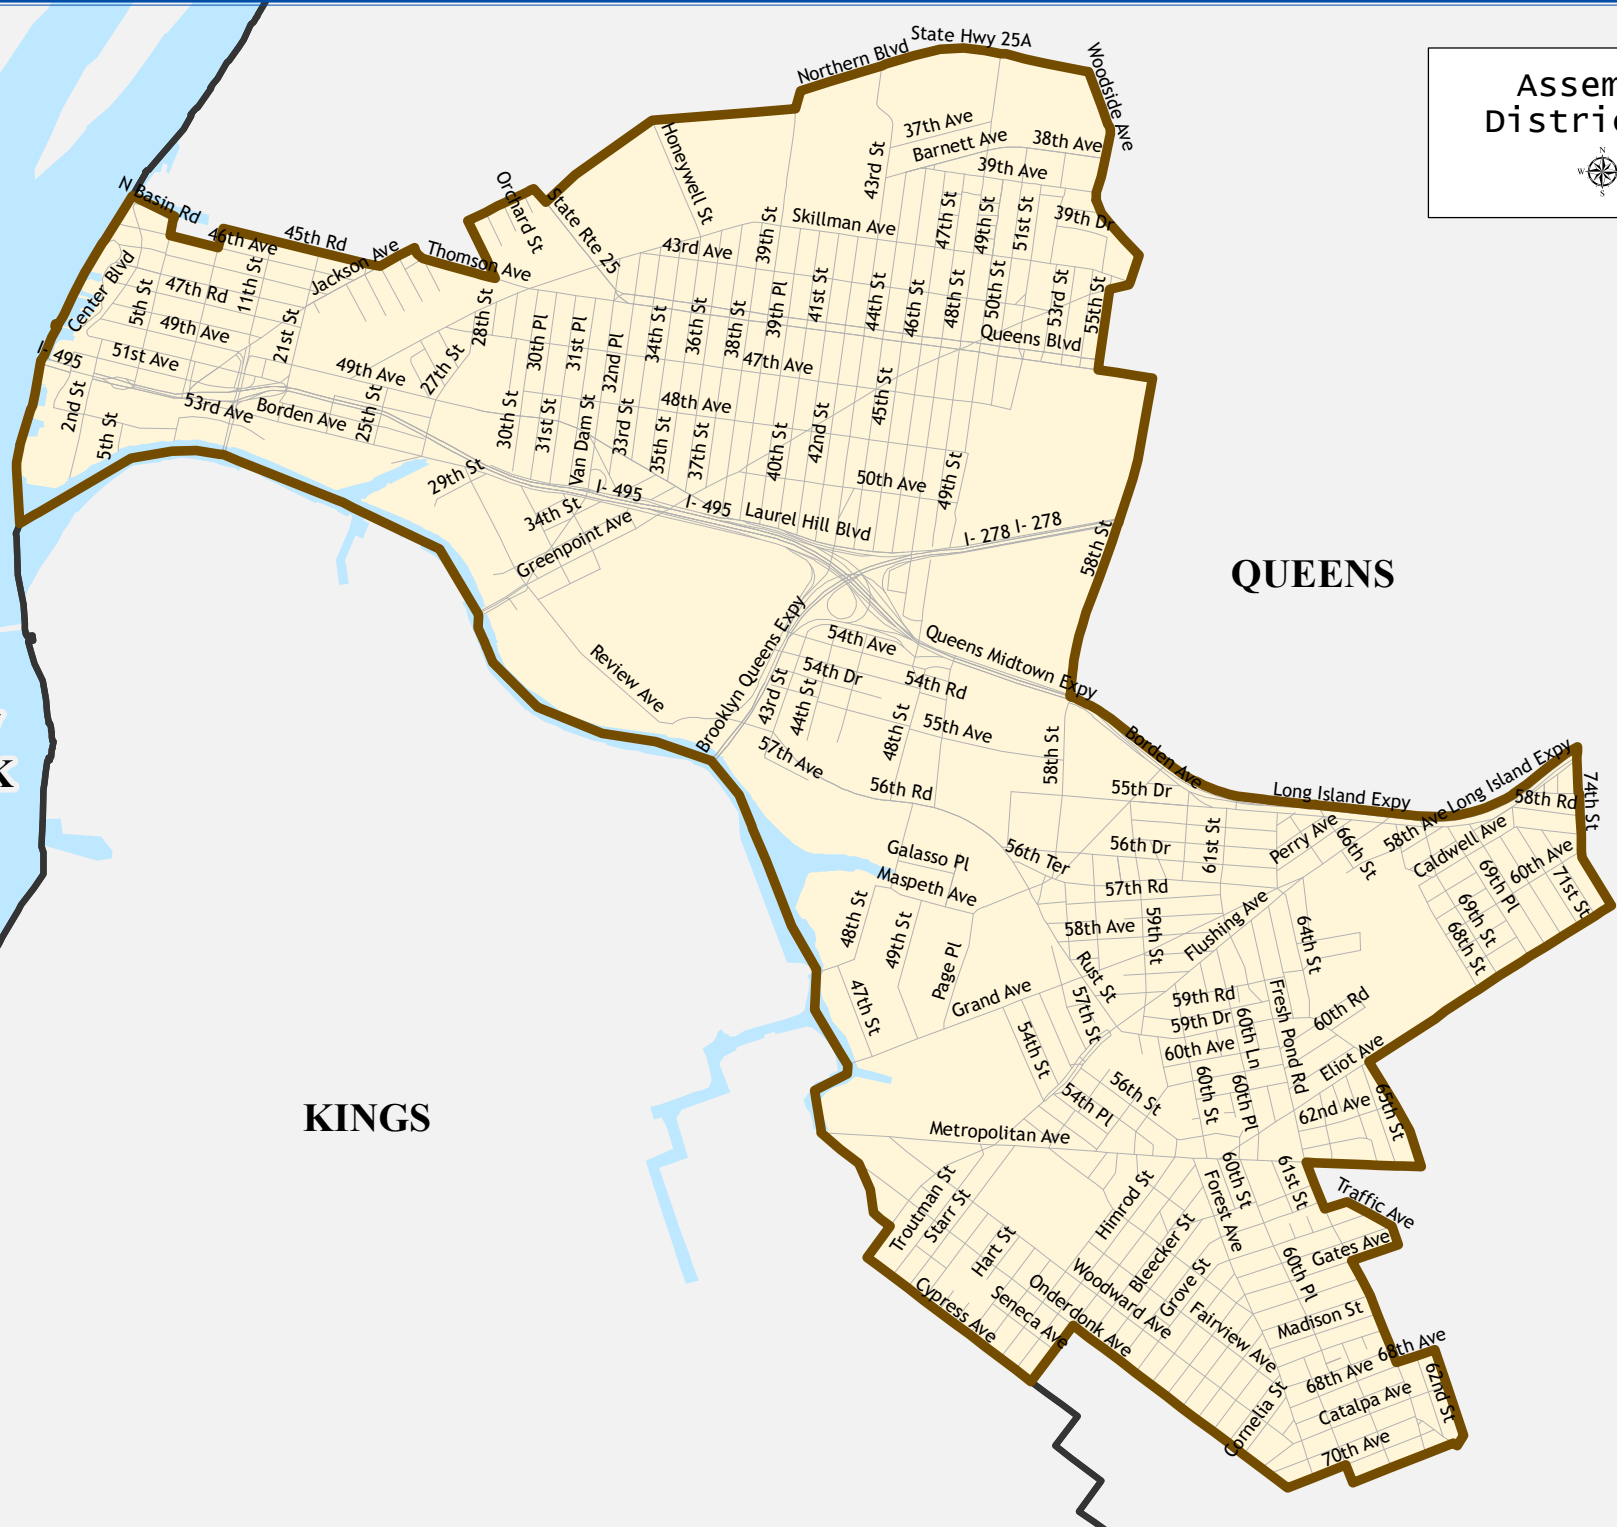 State Hwy 25A
Northern Blvd
Woodside Ave
Assem
Distri
N
W
S
37th Ave
Barnett Ave
38th Ave
39th Ave
Honeywell St
43rd St
Orchard St
State Rte 25
N Basin Rd
46th Ave
45th Rd
Jackson Ave
Thomson Ave
43rd Ave
39th St
Skillman Ave
47th St
49th St
51st St
39th Dr
Center Blvd
5th St
47th Rd
11th St
49th Ave
21st St
28th St
30th Pl
31st Pl
32nd Pl
34th St
36th St
38th St
39th Pl
41st St
44th St
46th St
48th St
50th St
53rd St
55th St
Queens Blvd
I- 495
51st Ave
49th Ave
27th St
47th Ave
2nd St
5th St
53rd Ave
Borden Ave
25th St
30th St
31st St
Van Dam St
33rd St
48th Ave
35th St
37th St
40th St
42nd St
45th St
50th Ave
49th St
29th St
34th St
I- 495
I- 495
Laurel Hill Blvd
I- 278
I- 278
58th St
Greenpoint Ave
QUEENS
Review Ave
Brooklyn Queens Expy
54th Ave
54th Dr
54th Rd
Queens Midtown Expy
43rd St
44th St
48th St
55th Ave
57th Ave
56th Rd
58th St
Borden Ave
55th Dr
Long Island Expy
Long Island Expy
58th Rd
74th St
K
Galasso Pl
Maspeth Ave
56th Ter
56th Dr
61st St
Perry Ave
66th St
58th Ave
Caldwell Ave
60th Ave
69th Pl
71st St
69th St
68th St
57th Rd
58th Ave
59th St
Flushing Ave
64th St
48th St
49th St
Page Pl
47th St
Grand Ave
Rust St
57th St
54th St
59th Rd
59th Dr
60th Ave
60th Ln
Fresh Pond Rd
60th Rd
Eliot Ave
KINGS
54th Pl
56th St
60th St
60th Pl
62nd Ave
65th St
Metropolitan Ave
Troutman St
Starr St
Hart St
Himrod St
Bleecker St
Grove St
Forest Ave
60th St
61st St
Traffic Ave
Gates Ave
60th Pl
Madison St
Cypress Ave
Seneca Ave
Onderdonk Ave
Woodward Ave
Fairview Ave
68th Ave
68th Ave
62nd St
Catalpa Ave
Cornelia St
70th Ave